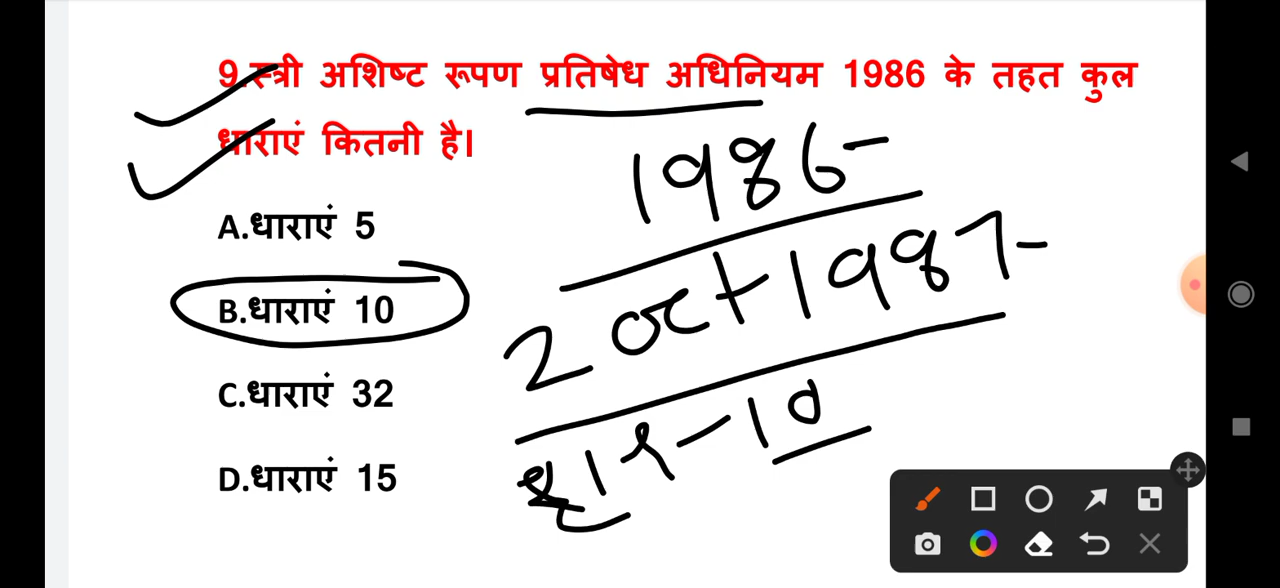 9.स्त्री अशिष्ट रूपण प्रतिषेध अधिनियम 1986 के तहत कुल
धाराएं कितनी है।
1986-
A.धाराएं 5
2 oct 1987-
B.धाराएं 10
C.धाराएं 32
धारा-10
D.धाराएं 15